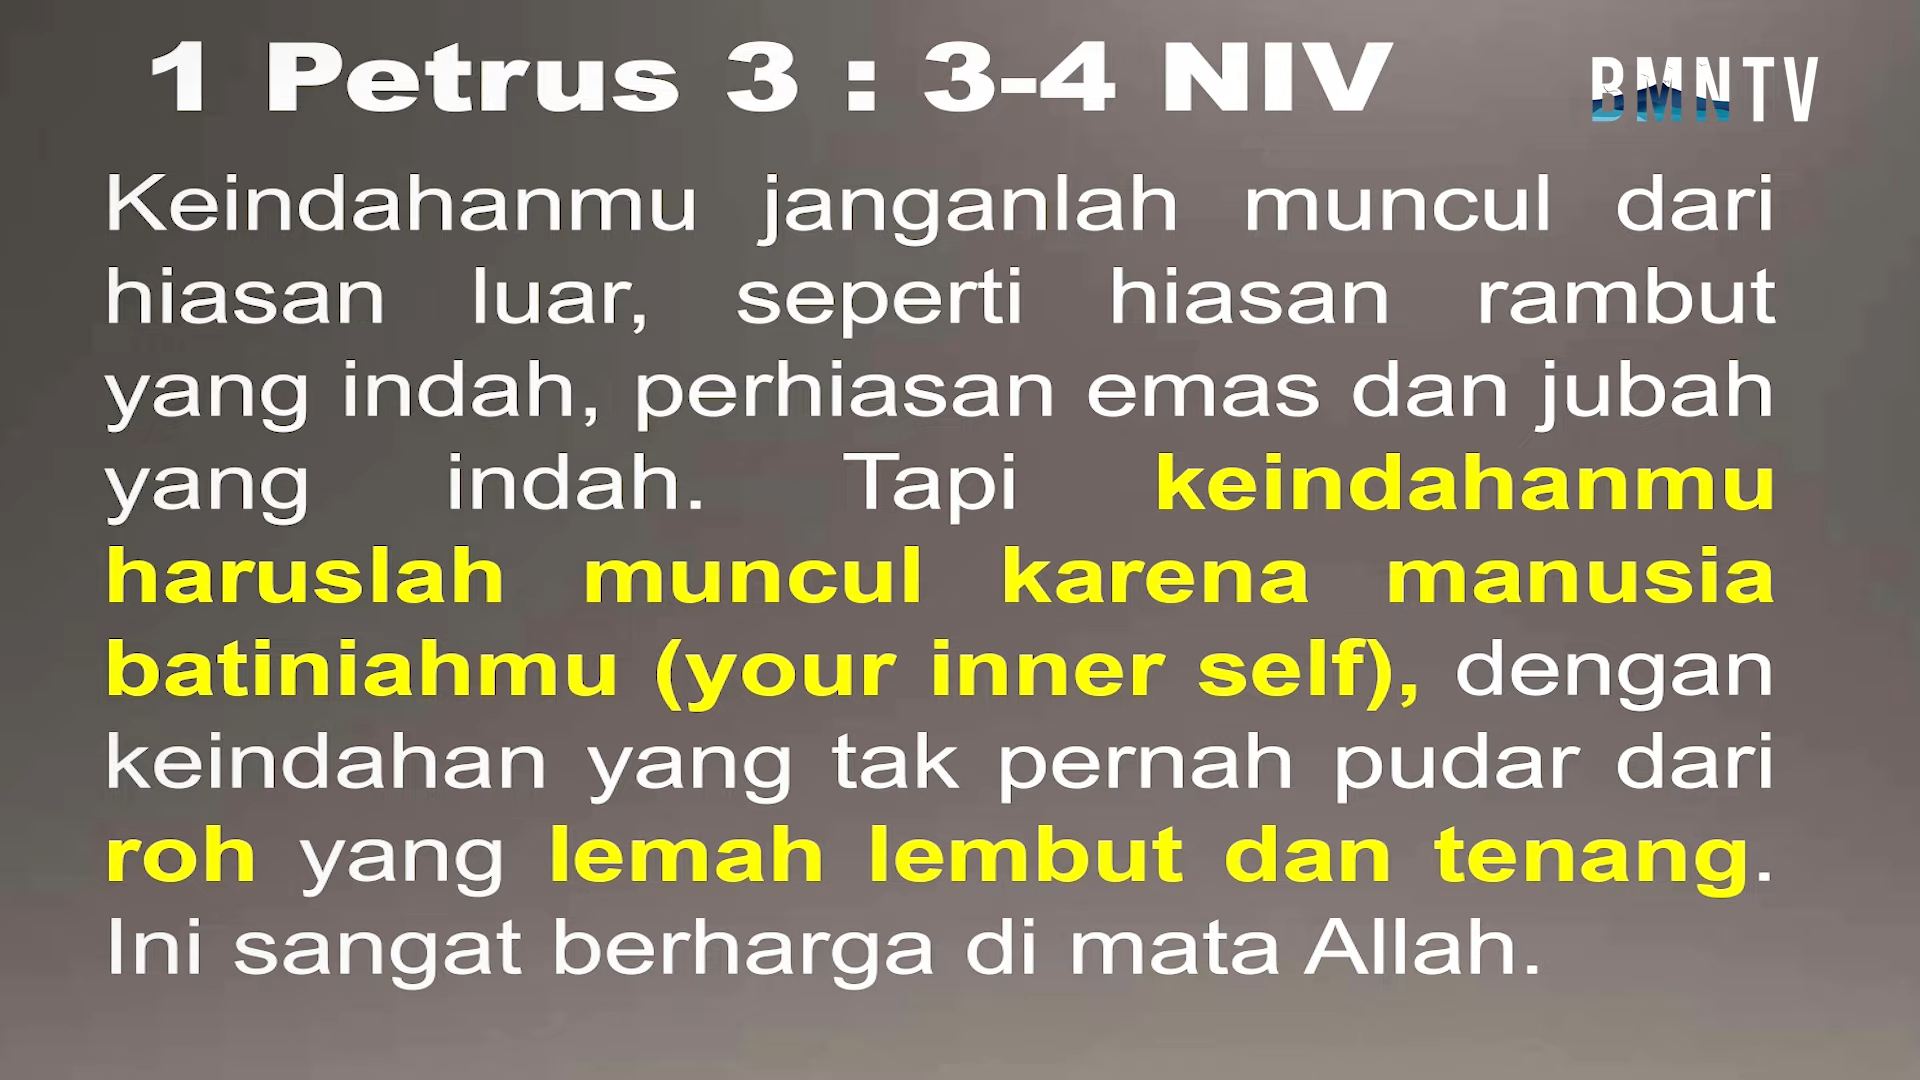 1 Petrus 3 : 3-4 NIV
BMNTV
Keindahanmu janganlah muncul dari
hiasan luar, seperti hiasan rambut
yang indah, perhiasan emas dan jubah
yang indah. Tapi keindahanmu
haruslah muncul karena manusia
batiniahmu (your inner self), dengan
keindahan yang tak pernah pudar dari
roh yang lemah lembut dan tenang.
Ini sangat berharga di mata Allah.